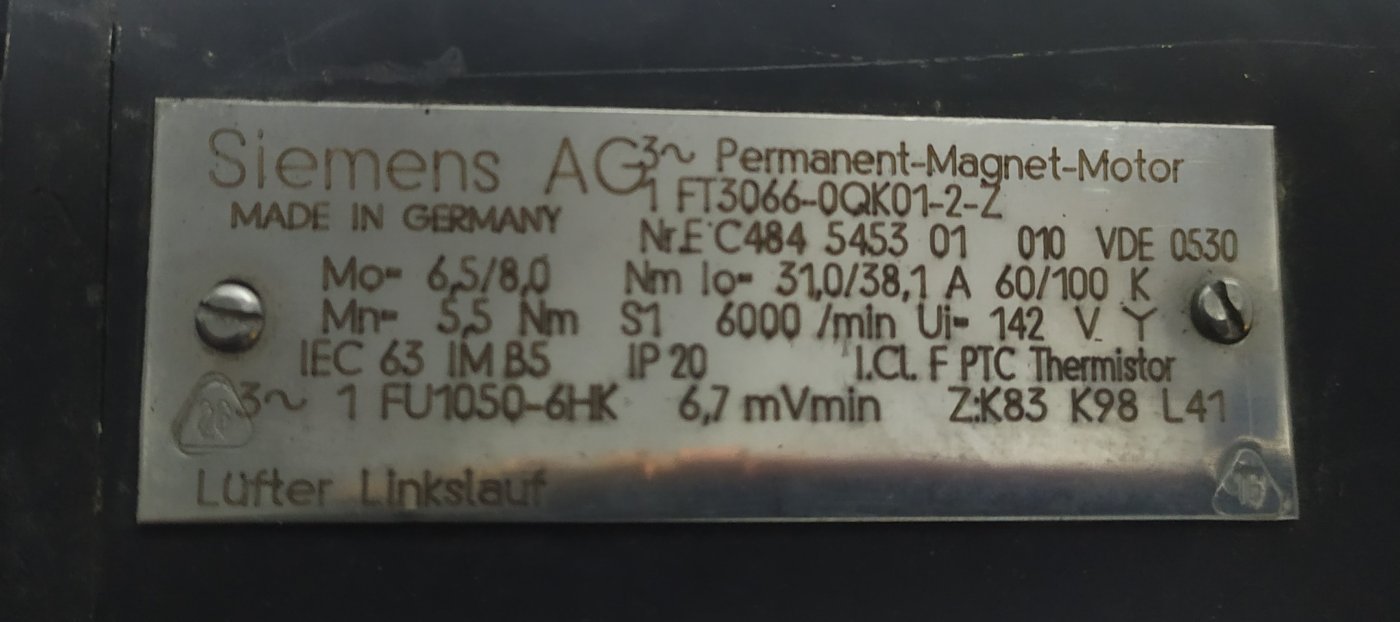 Siemens AG 3~ Permanent-Magnet-Motor
1 FT3066-0QK01-2-Z
MADE IN GERMANY
Nr.E C484 5453 01 010 VDE 0530
Mo= 6,5/8,0 Nm Io= 31,0/38,1 A 60/100 K
Mn= 5,5 Nm S1 6000 /min Ui= 142 V Y
IEC 63 IM B5 IP 20 I.Cl. F PTC Thermistor
3~ 1 FU1050-6HK 6,7 mVmin Z:K83 K98 L41
Lüfter Linkslauf